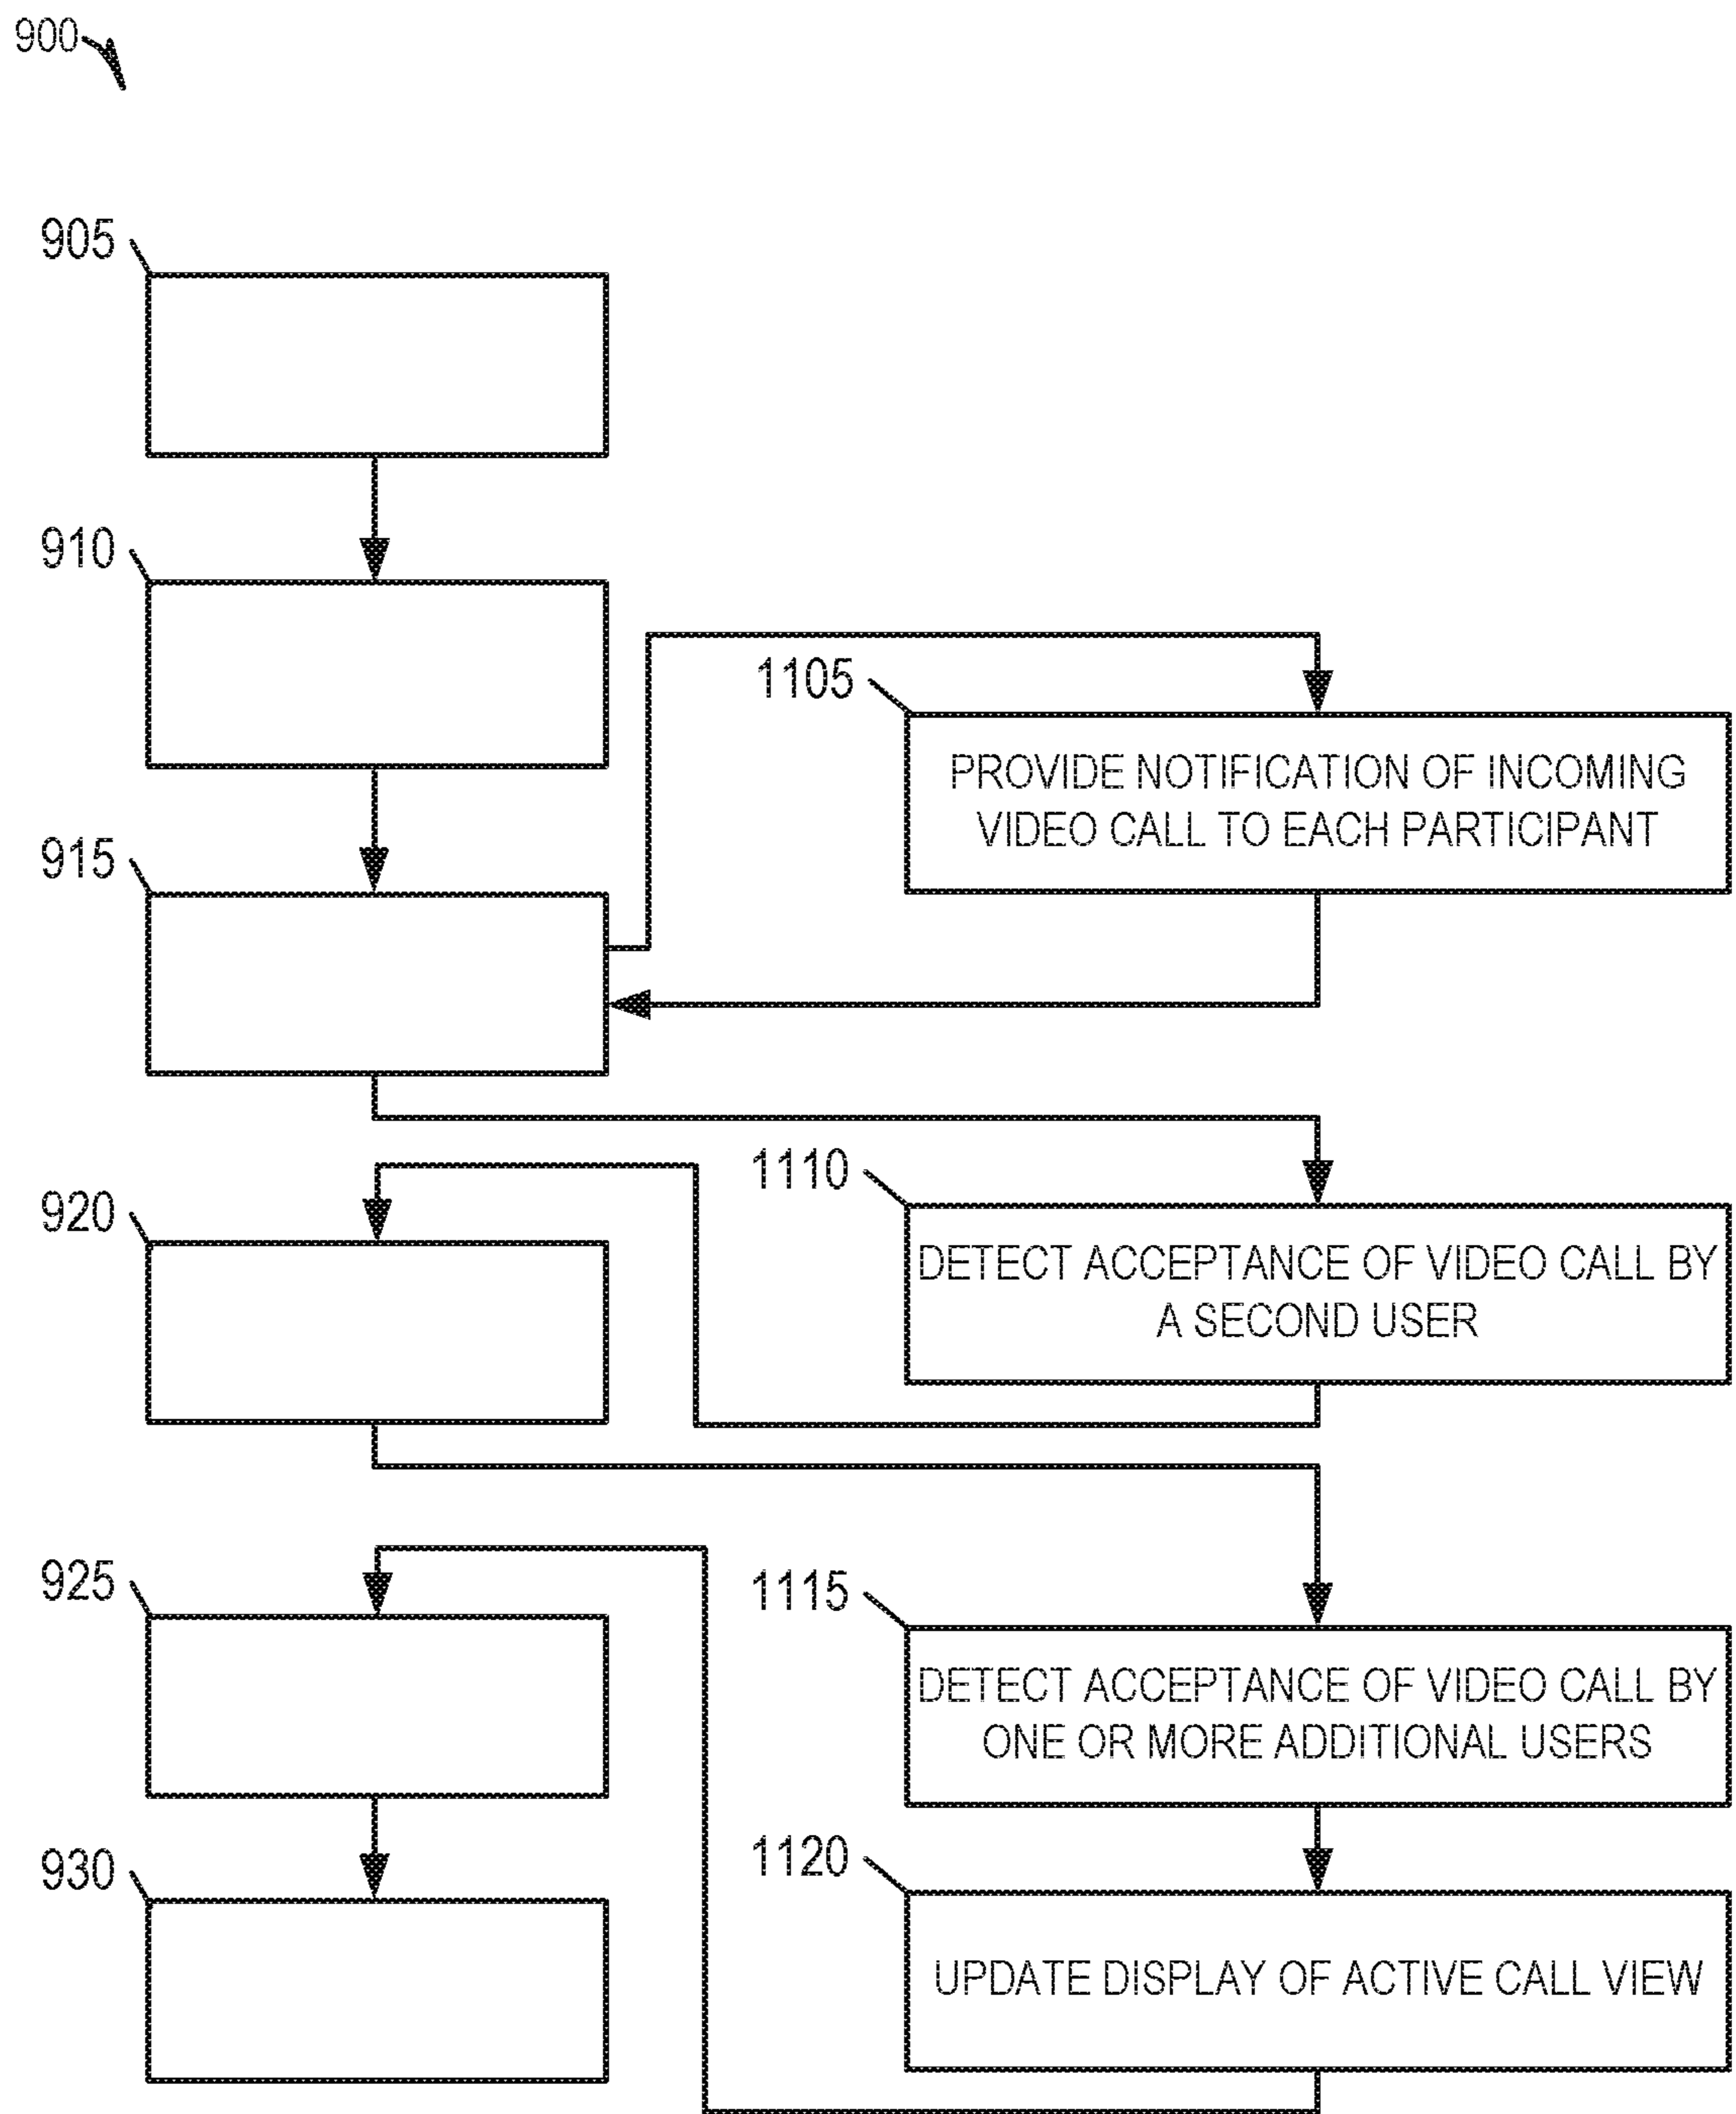 900
905
910
1105
PROVIDE NOTIFICATION OF INCOMING
VIDEO CALL TO EACH PARTICIPANT
915
1110
920
DETECT ACCEPTANCE OF VIDEO CALL BY
A SECOND USER
925
1115
DETECT ACCEPTANCE OF VIDEO CALL BY
ONE OR MORE ADDITIONAL USERS
930
1120
UPDATE DISPLAY OF ACTIVE CALL VIEW